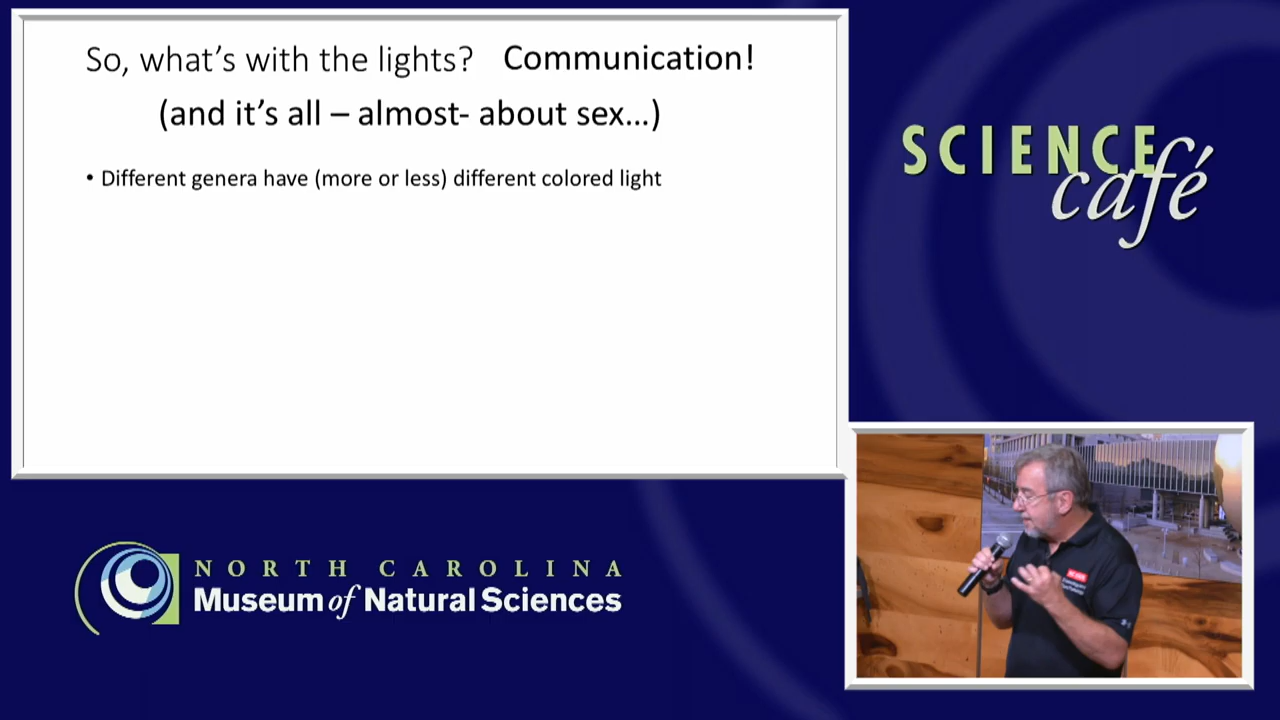 So, what's with the lights? Communication!
(and it's all – almost- about sex...)
• Different genera have (more or less) different colored light
SCIENCE
café
NORTH CAROLINA
Museum of Natural Sciences